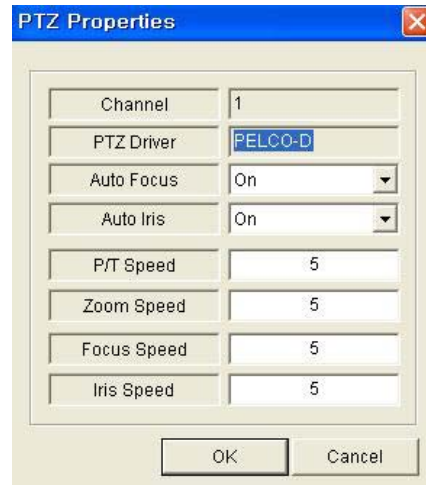 PTZ Properties
Channel 1
PTZ Driver PELCO-D
Auto Focus On
Auto Iris On
P/T Speed 5
Zoom Speed 5
Focus Speed 5
Iris Speed 5
OK Cancel